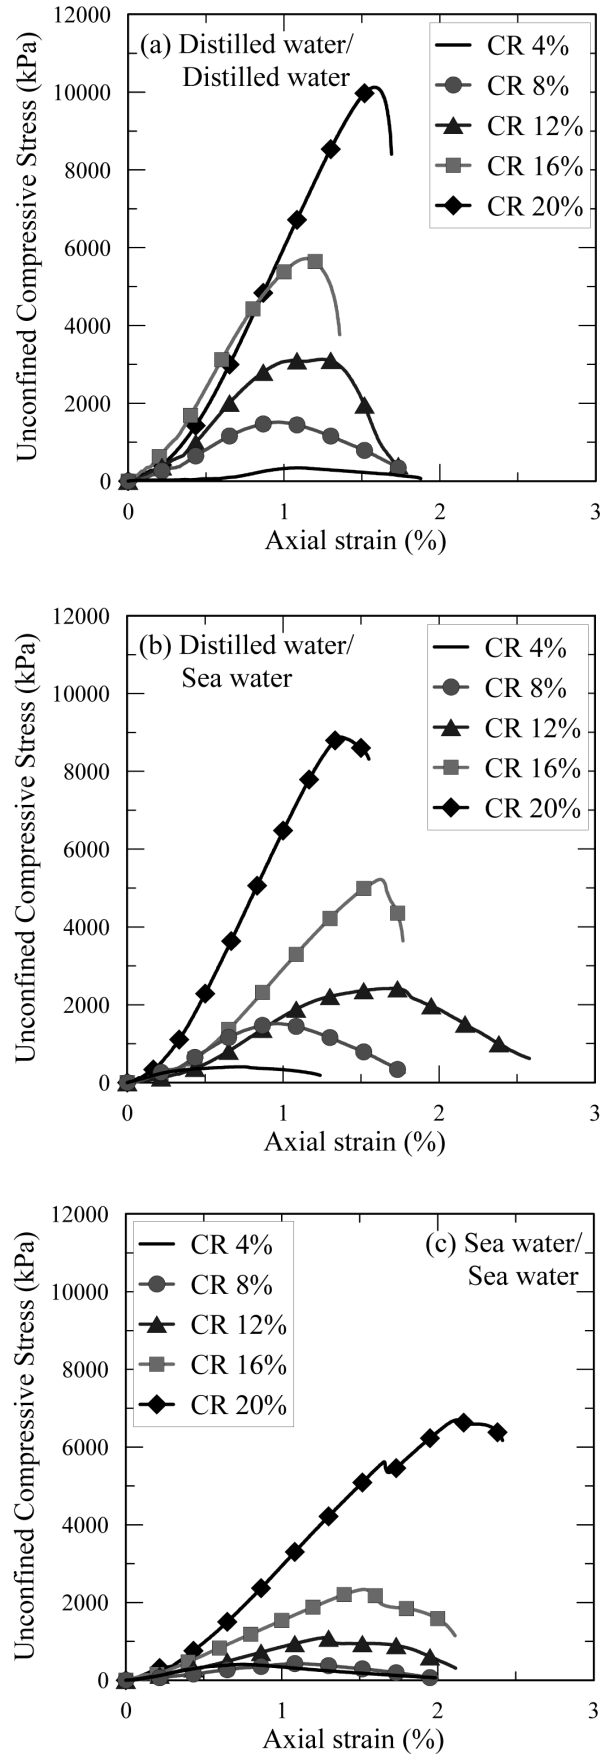 (a) Distilled water/
Distilled water
CR 4%
CR 8%
CR 12%
CR 16%
CR 20%
Unconfined Compressive Stress (kPa)
12000
10000
8000
6000
4000
2000
0
0 1 2 3
Axial strain (%)
(b) Distilled water/
Sea water
CR 4%
CR 8%
CR 12%
CR 16%
CR 20%
Unconfined Compressive Stress (kPa)
12000
10000
8000
6000
4000
2000
0
0 1 2 3
Axial strain (%)
CR 4%
CR 8%
CR 12%
CR 16%
CR 20%
(c) Sea water/
Sea water
Unconfined Compressive Stress (kPa)
12000
10000
8000
6000
4000
2000
0
0 1 2 3
Axial strain (%)